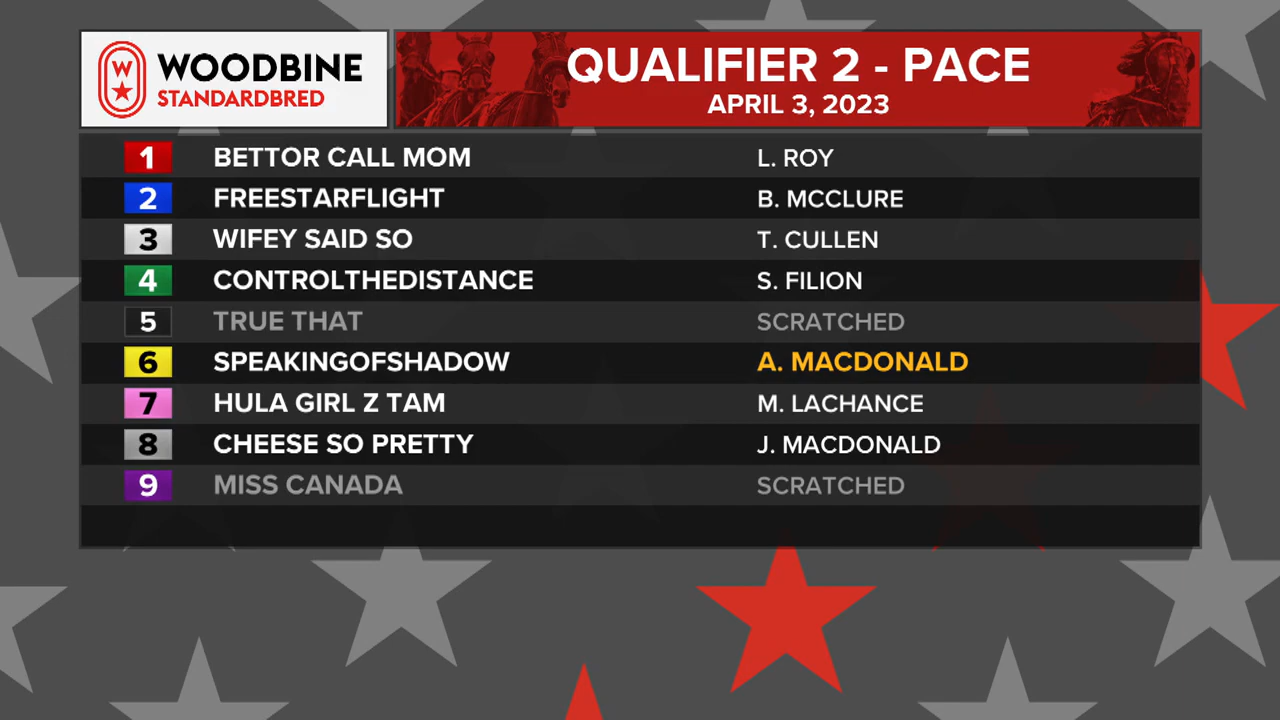 W
WOODBINE
STANDARDBRED
QUALIFIER 2 - PACE
APRIL 3, 2023
1 BETTOR CALL MOM L. ROY
2 FREESTARFLIGHT B. MCCLURE
3 WIFEY SAID SO T. CULLEN
4 CONTROLTHEDISTANCE S. FILION
5 TRUE THAT SCRATCHED
6 SPEAKINGOFSHADOW A. MACDONALD
7 HULA GIRL Z TAM M. LACHANCE
8 CHEESE SO PRETTY J. MACDONALD
9 MISS CANADA SCRATCHED